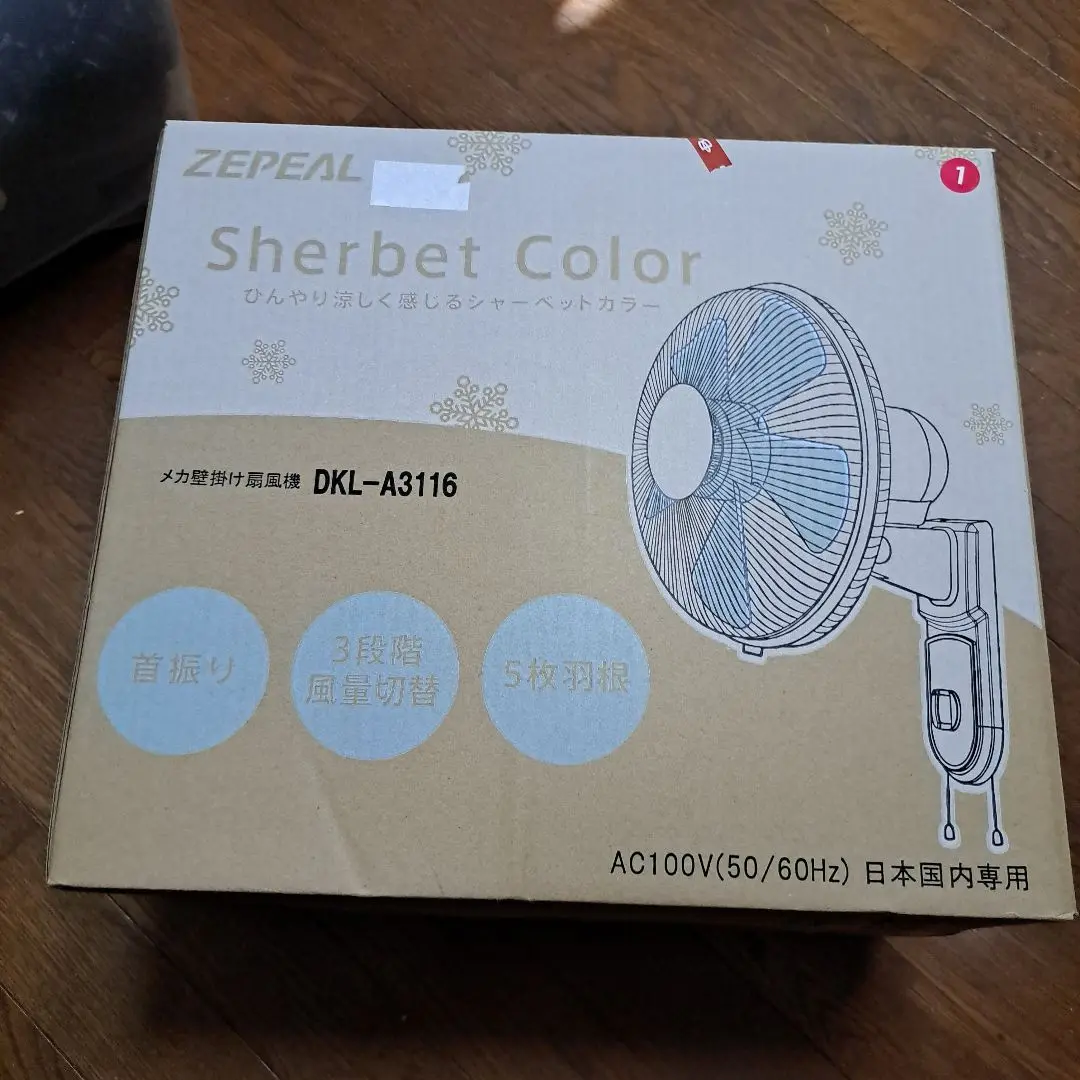 ZEPEAL
1
Sherbet Color
ひんやり涼しく感じるシャーベットカラー
メカ壁掛け扇風機 DKL-A3116
首振り
3段階
風量切替
5枚羽根
AC100V(50/60Hz) 日本国内専用